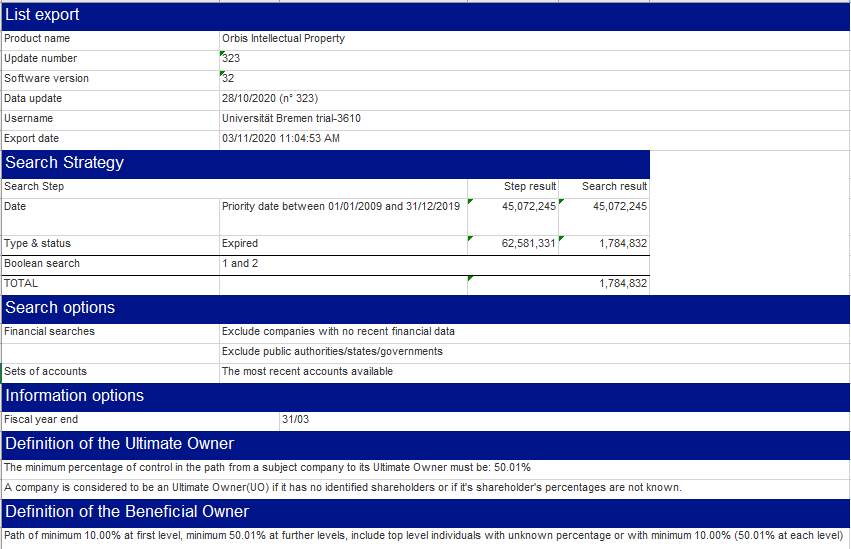 List export
Product name Orbis Intellectual Property
Update number 323
Software version 32
Data update 28/10/2020 (n° 323)
Username Universität Bremen trial-3610
Export date 03/11/2020 11:04:53 AM
Search Strategy
Search Step Step result Search result
Date Priority date between 01/01/2009 and 31/12/2019 45,072,245 45,072,245
Type & status Expired 62,581,331 1,784,832
Boolean search 1 and 2
TOTAL 1,784,832
Search options
Financial searches Exclude companies with no recent financial data
Exclude public authorities/states/governments
Sets of accounts The most recent accounts available
Information options
Fiscal year end 31/03
Definition of the Ultimate Owner
The minimum percentage of control in the path from a subject company to its Ultimate Owner must be: 50.01%
A company is considered to be an Ultimate Owner(UO) if it has no identified shareholders or if it's shareholder's percentages are not known.
Definition of the Beneficial Owner
Path of minimum 10.00% at first level, minimum 50.01% at further levels, include top level individuals with unknown percentage or with minimum 10.00% (50.01% at each level)